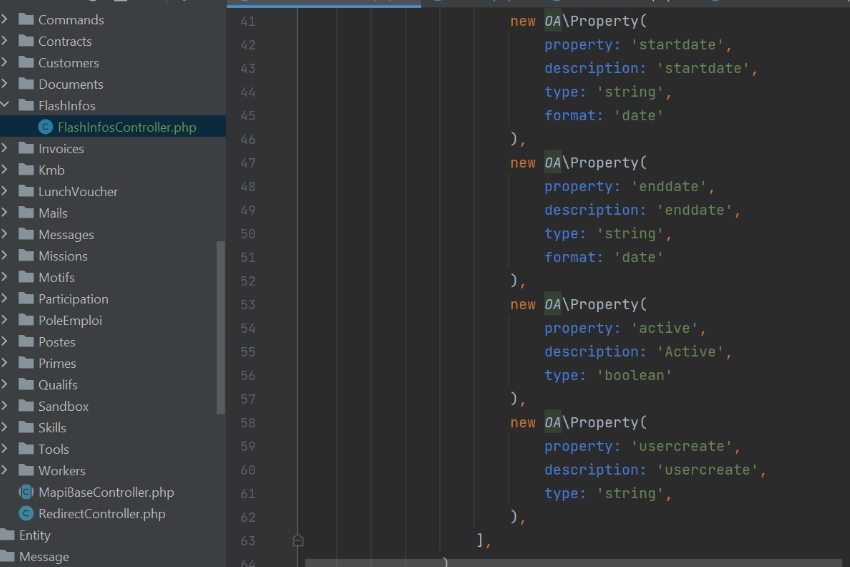 Commands
Contracts
Customers
Documents
FlashInfos
FlashInfosController.php
Invoices
Kmb
LunchVoucher
Mails
Messages
Missions
Motifs
Participation
PoleEmploi
Postes
Primes
Qualifs
Sandbox
Skills
Tools
Workers
MapiBaseController.php
RedirectController.php
Entity
Message
41 new OA\Property(
42 property: 'startdate',
43 description: 'startdate',
44 type: 'string',
45 format: 'date'
46 ),
47 new OA\Property(
48 property: 'enddate',
49 description: 'enddate',
50 type: 'string',
51 format: 'date'
52 ),
53 new OA\Property(
54 property: 'active',
55 description: 'Active',
56 type: 'boolean'
57 ),
58 new OA\Property(
59 property: 'usercreate',
60 description: 'usercreate',
61 type: 'string',
62 ),
63 ],
64 )